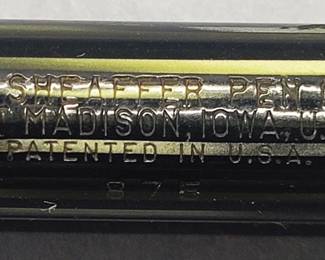 SHEAFFER PEN
MADISON, IOWA, U.
PATENTED IN U.S.A.
875